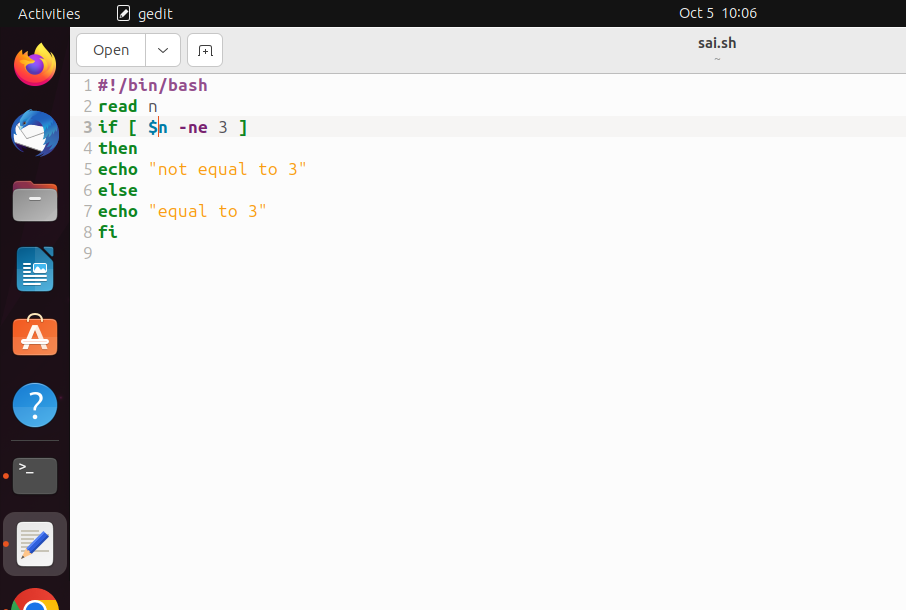 Activities gedit Oct 5 10:06
Open sai.sh
~
1 #!/bin/bash
2 read n
3 if [ $n -ne 3 ]
4 then
5 echo "not equal to 3"
6 else
7 echo "equal to 3"
8 fi
9
?
>_